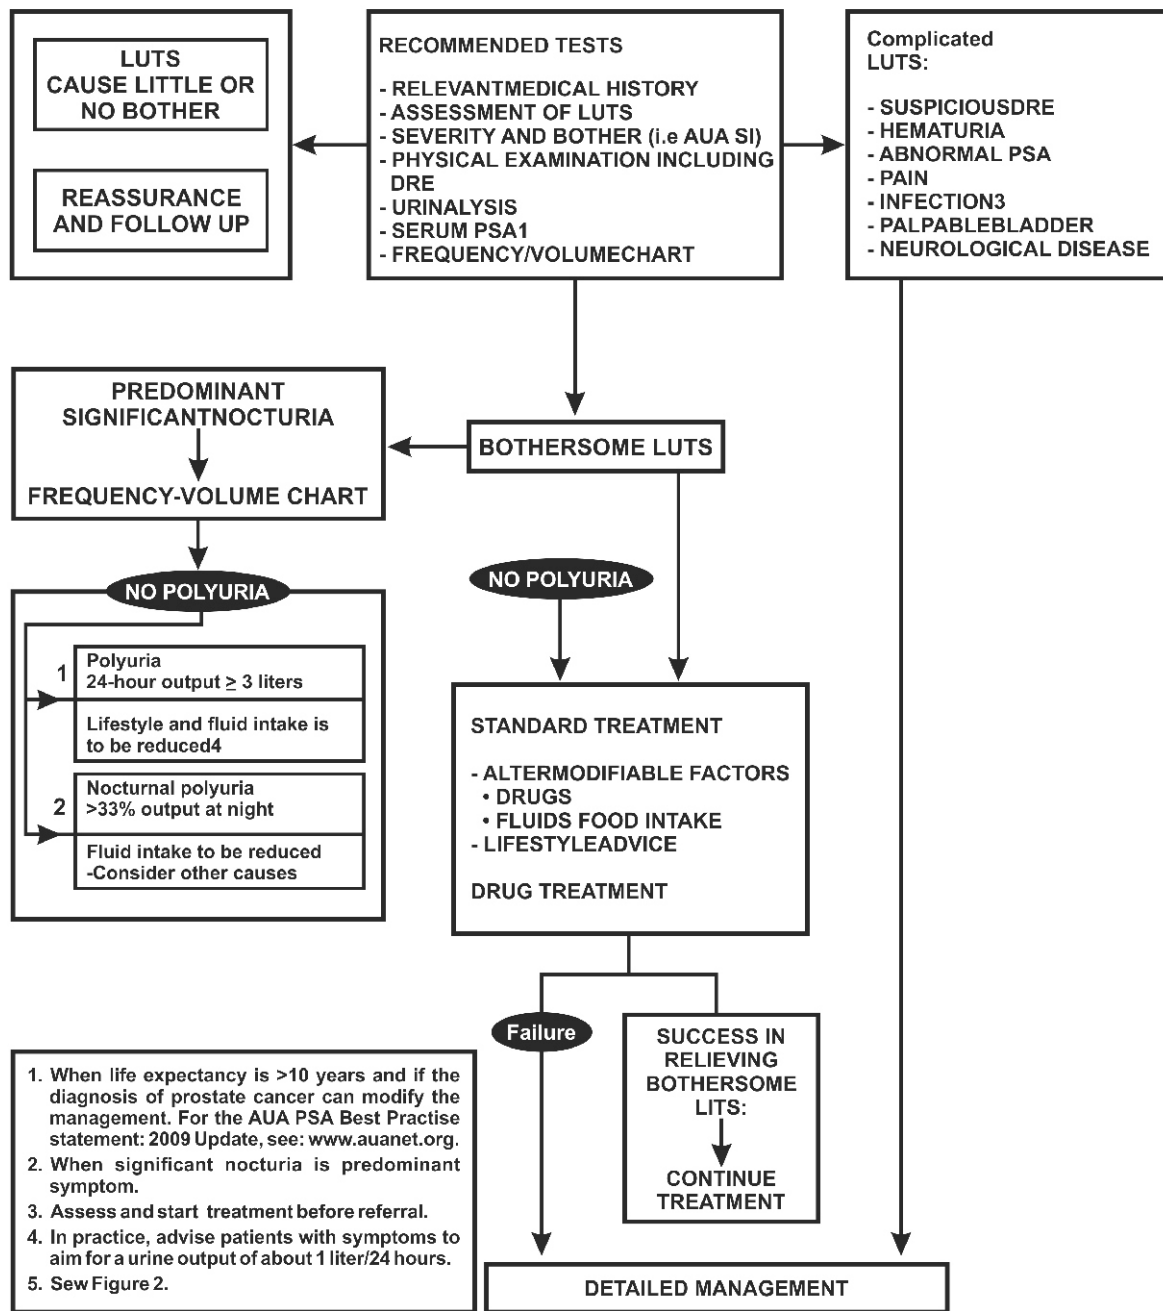 LUTS
CAUSE LITTLE OR
NO BOTHER
REASSURANCE
AND FOLLOW UP
RECOMMENDED TESTS
- RELEVANTMEDICAL HISTORY
- ASSESSMENT OF LUTS
- SEVERITY AND BOTHER (i.e AUA SI)
- PHYSICAL EXAMINATION INCLUDING
DRE
- URINALYSIS
- SERUM PSA1
- FREQUENCY/VOLUMECHART
Complicated
LUTS:
- SUSPICIOUSDRE
- HEMATURIA
- ABNORMAL PSA
- PAIN
- INFECTION3
- PALPABLEBLADDER
- NEUROLOGICAL DISEASE
PREDOMINANT
SIGNIFICANTNOCTURIA
FREQUENCY-VOLUME CHART
BOTHERSOME LUTS
NO POLYURIA
1
Polyuria
24-hour output ≥ 3 liters
Lifestyle and fluid intake is
to be reduced4
2
Nocturnal polyuria
>33% output at night
Fluid intake to be reduced
-Consider other causes
NO POLYURIA
STANDARD TREATMENT
- ALTERMODIFIABLE FACTORS
• DRUGS
• FLUIDS FOOD INTAKE
- LIFESTYLEADVICE
DRUG TREATMENT
Failure
SUCCESS IN
RELIEVING
BOTHERSOME
LITS:
CONTINUE
TREATMENT
DETAILED MANAGEMENT
1. When life expectancy is >10 years and if the
diagnosis of prostate cancer can modify the
management. For the AUA PSA Best Practise
statement: 2009 Update, see: www.auanet.org.
2. When significant nocturia is predominant
symptom.
3. Assess and start treatment before referral.
4. In practice, advise patients with symptoms to
aim for a urine output of about 1 liter/24 hours.
5. Sew Figure 2.